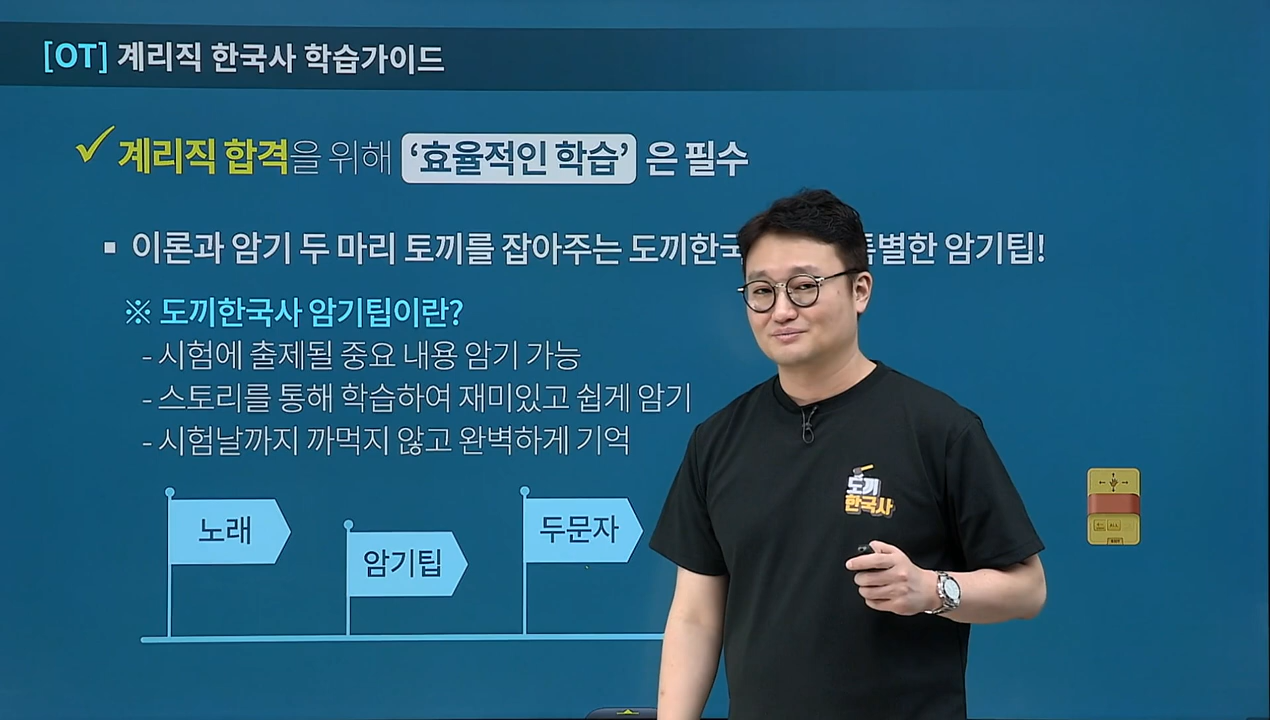 [OT] 계리직 한국사 학습가이드
✓ 계리직 합격을 위해 '효율적인 학습' 은 필수
▪ 이론과 암기 두 마리 토끼를 잡아주는 도끼한국 특별한 암기팁!
※ 도끼한국사 암기팁이란?
- 시험에 출제될 중요 내용 암기 가능
- 스토리를 통해 학습하여 재미있고 쉽게 암기
- 시험날까지 까먹지 않고 완벽하게 기억
노래
암기팁
두문자
도끼
한국사